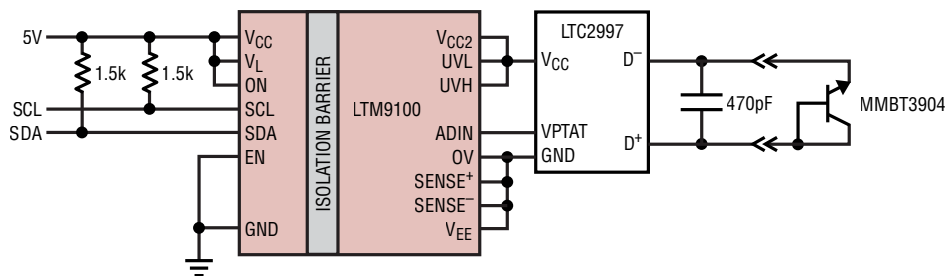 5V
1.5k
1.5k
SCL
SDA
VCC
VL
ON
SCL
SDA
EN
GND
ISOLATION BARRIER
LTM9100
VCC2
UVL
UVH
ADIN
0V
SENSE+
SENSE–
VEE
LTC2997
VCC
VPTAT
GND
D–
D+
470pF
MMBT3904